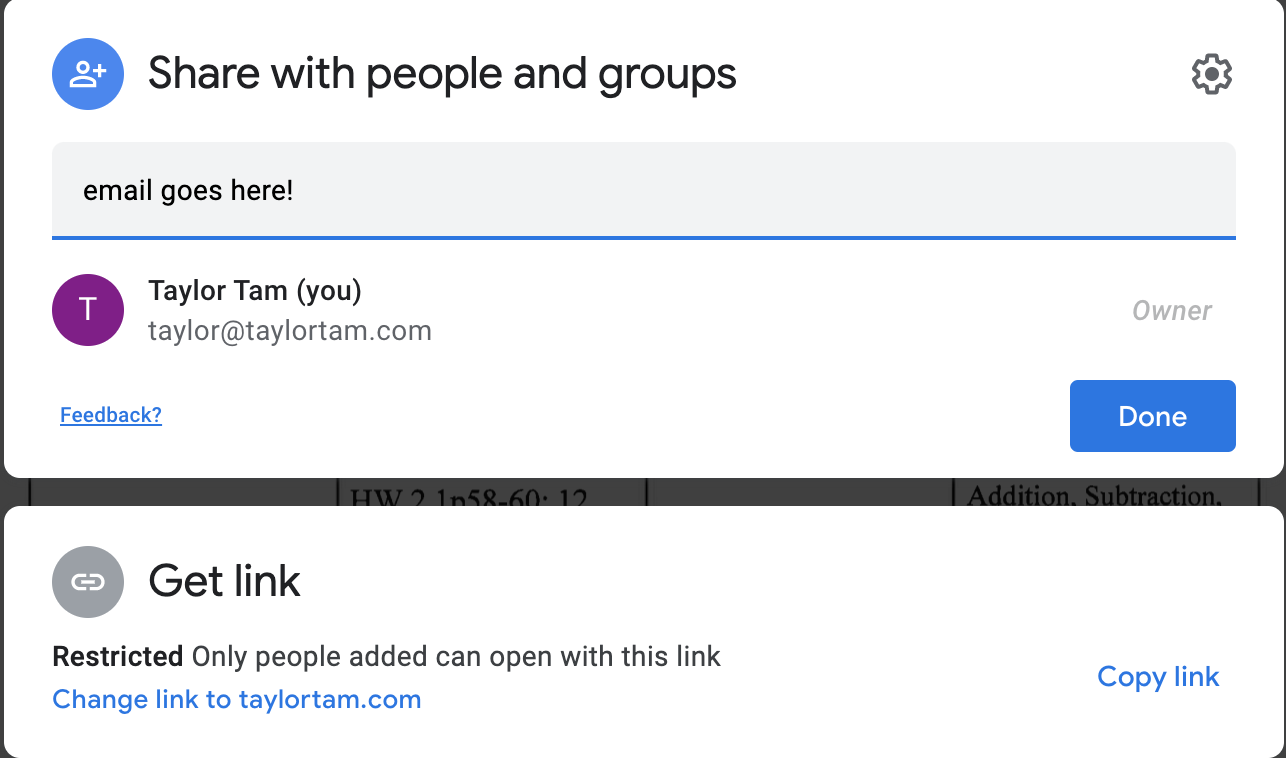 Share with people and groups
email goes here!
T
Taylor Tam (you)
taylor@taylortam.com
Owner
Feedback?
Done
HW 2.1p58-60: 12
Addition, Subtraction,
Get link
Restricted Only people added can open with this link
Change link to taylortam.com
Copy link